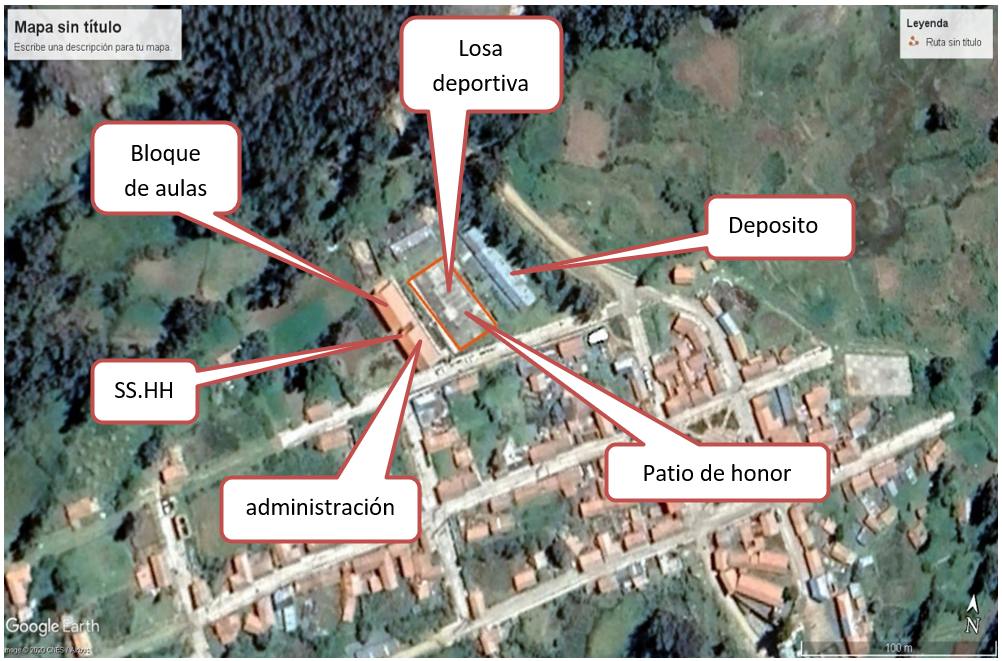 Mapa sin título
Escribe una descripción para tu mapa.
Leyenda
Ruta sin título
Losa
deportiva
Bloque
de aulas
Deposito
SS.HH
Patio de honor
administración
Google Earth
N
100 m